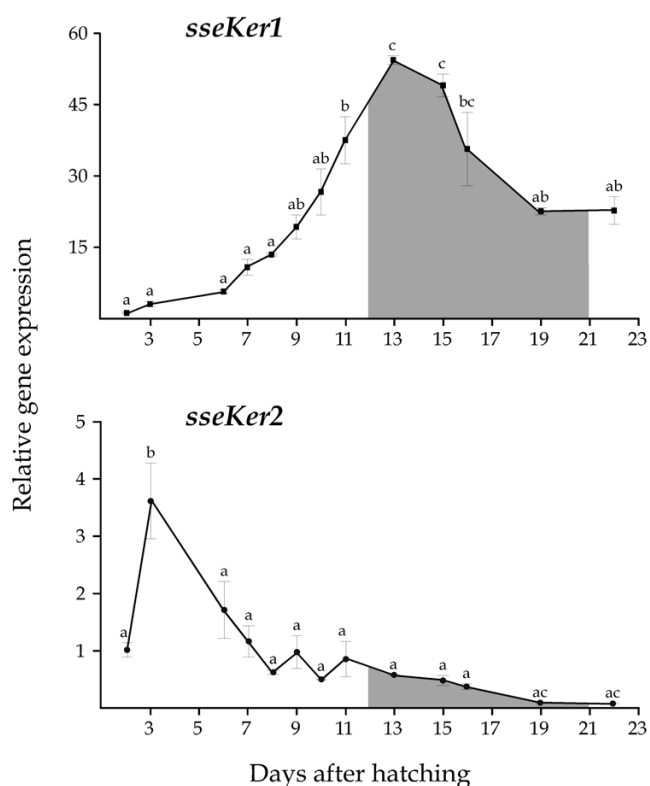 sseKer1
60
45
30
15
a a a a a ab ab b c c bc ab ab
3 5 7 9 11 13 15 17 19 21 23
Relative gene expression
sseKer2
5
4
3
2
1
a b a a a a a a a a a ac ac
3 5 7 9 11 13 15 17 19 21 23
Days after hatching